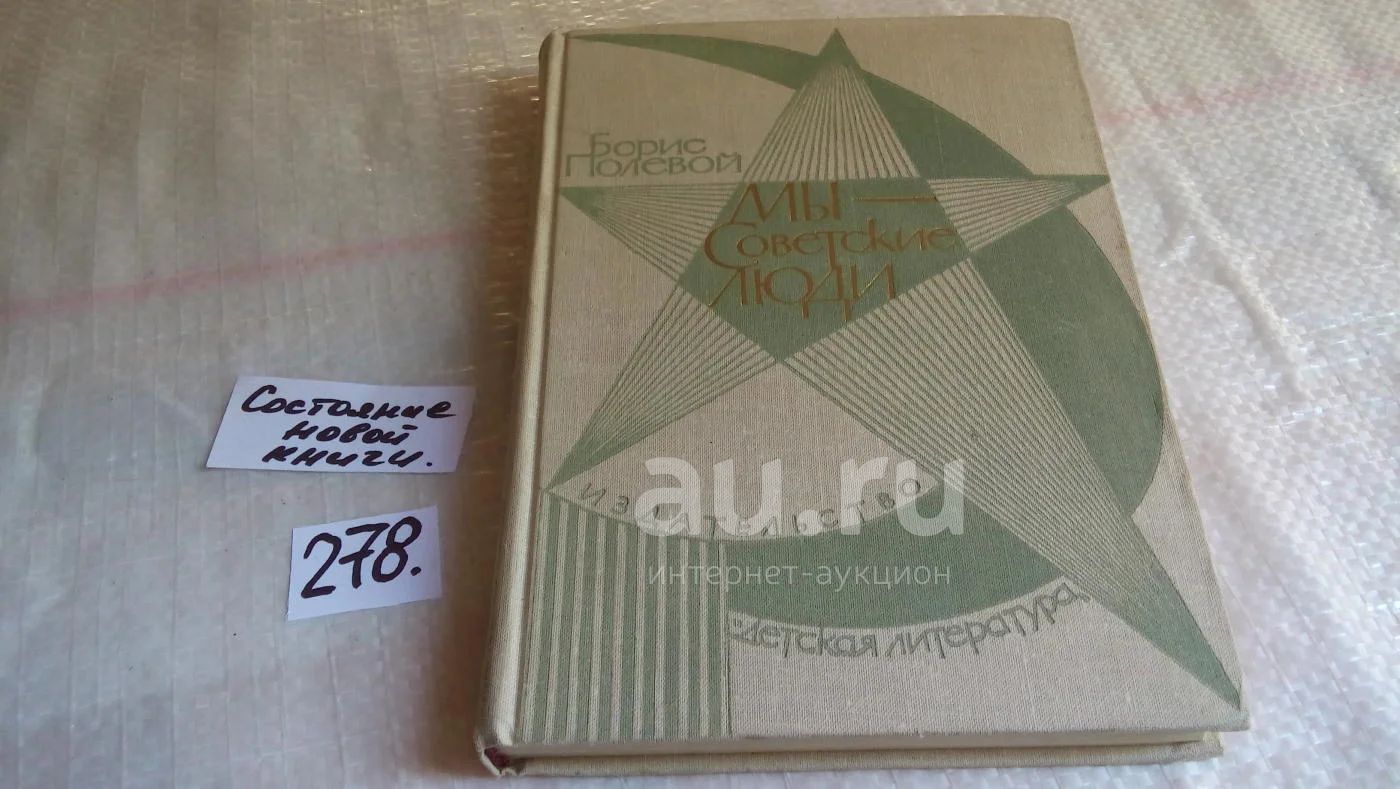 Борис
Полевой
Мы —
Советские
люди
Состояние
новой
книги.
278.
издательство
детская литература
au.ru
интернет-аукцион